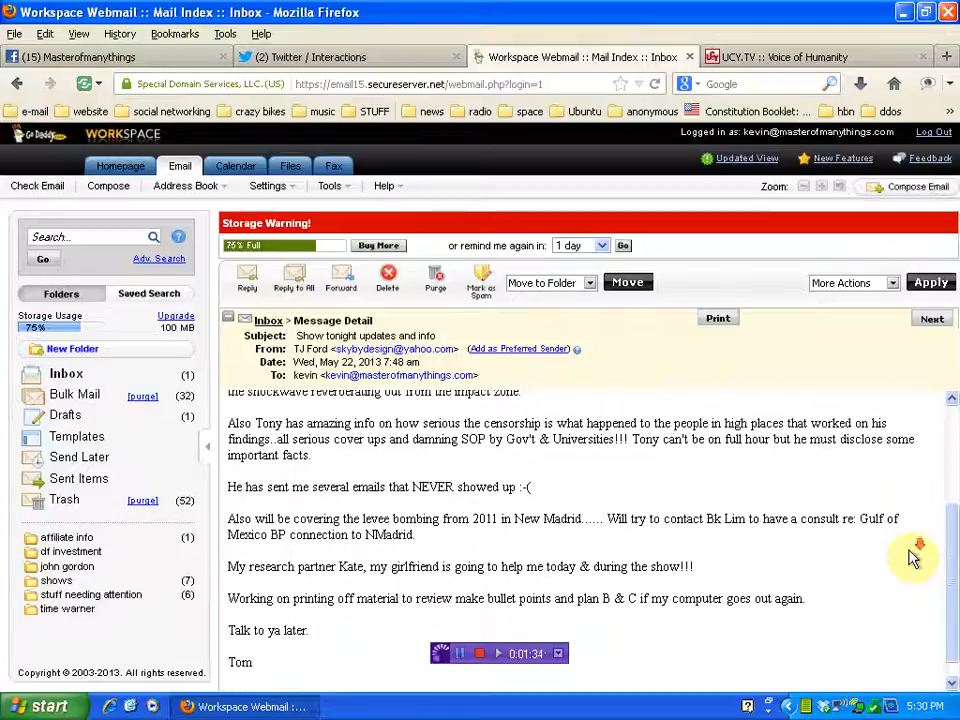 Workspace Webmail :: Mail Index :: Inbox - Mozilla Firefox
File Edit View History Bookmarks Tools Help
(15) Masterofmanythings
(2) Twitter / Interactions
Workspace Webmail :: Mail Index :: Inbox
UCY.TV :: Voice of Humanity
Special Domain Services, LLC. (US)
https://email15.secureserver.net/webmail.php?login=1
Google
e-mail website social networking crazy bikes music STUFF news radio space Ubuntu anonymous Constitution Booklet ... hbn ddos
Go Daddy WORKSPACE
Logged in as: kevin@masterofmanythings.com Log Out
Homepage Email Calendar Files Fax
Updated View New Features Feedback
Check Email Compose Address Book Settings Tools Help
Zoom: Compose Email
Search...
Go Adv. Search
Folders Saved Search
Storage Usage Upgrade
75% 100 MB
New Folder
Inbox (1)
Bulk Mail [purge] (32)
Drafts (1)
Templates
Send Later
Sent Items
Trash [purge] (52)
affiliate info (1)
df investment
john gordon
shows (7)
stuff needing attention (6)
time warner
Copyright © 2003-2013. All rights reserved.
Storage Warning!
75% Full Buy More or remind me again in: 1 day Go
Reply Reply to All Forward Delete Purge Mark as Spam Move to Folder Move More Actions Apply
Inbox > Message Detail Print Next
Subject: Show tonight updates and info
From: TJ Ford <skybydesign@yahoo.com> (Add as Preferred Sender)
Date: Wed, May 22, 2013 7:48 am
To: kevin <kevin@masterofmanythings.com>
the shockwave reverberating out from the impact zone.
Also Tony has amazing info on how serious the censorship is what happened to the people in high places that worked on his
findings..all serious cover ups and damning SOP by Gov't & Universities!!! Tony can't be on full hour but he must disclose some
important facts.
He has sent me several emails that NEVER showed up :-(
Also will be covering the levee bombing from 2011 in New Madrid...... Will try to contact Bk Lim to have a consult re: Gulf of
Mexico BP connection to NMadrid.
My research partner Kate, my girlfriend is going to help me today & during the show!!!
Working on printing off material to review make bullet points and plan B & C if my computer goes out again.
Talk to ya later.
Tom
0:01:34
start
Workspace Webmail :...
5:30 PM